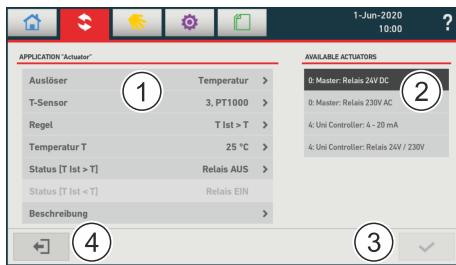 1-Jun-2020
10:00
?
APPLICATION "Actuator"
AVAILABLE ACTUATORS
Auslöser Temperatur >
T-Sensor 3, PT1000 >
Regel T Ist > T >
Temperatur T 25 °C >
Status [T Ist > T] Relais AUS >
Status [T Ist < T] Relais EIN
Beschreibung >
0: Master: Relais 24V DC
0: Master: Relais 230V AC
4: Uni Controller: 4 - 20 mA
4: Uni Controller: Relais 24V / 230V
1
2
4
3